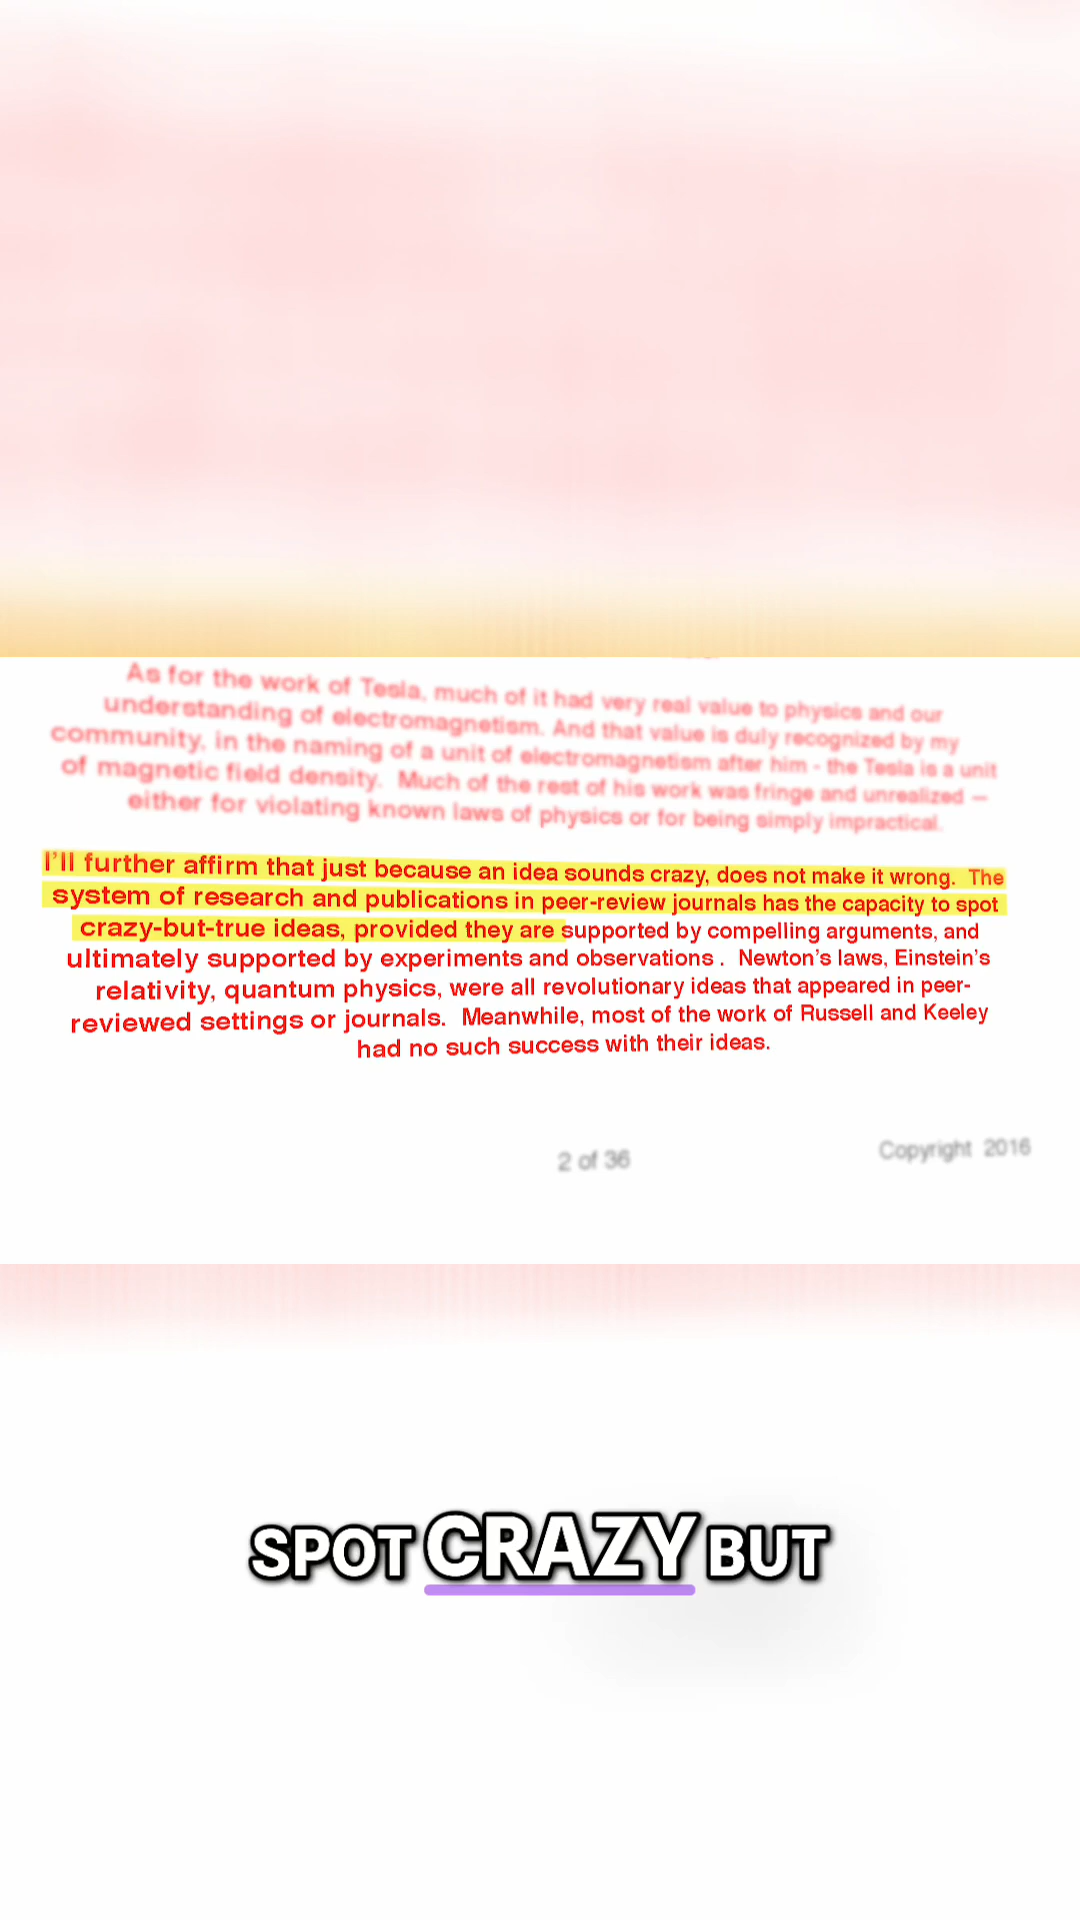 As for the work of Tesla, much of it had very real value to physics and our
understanding of electromagnetism. And that value is duly recognized by my
community, in the naming of a unit of electromagnetism after him - the Tesla is a unit
of magnetic field density. Much of the rest of his work was fringe and unrealized —
either for violating known laws of physics or for being simply impractical.
I'll further affirm that just because an idea sounds crazy, does not make it wrong. The
system of research and publications in peer-review journals has the capacity to spot
crazy-but-true ideas, provided they are supported by compelling arguments, and
ultimately supported by experiments and observations . Newton's laws, Einstein's
relativity, quantum physics, were all revolutionary ideas that appeared in peer-
reviewed settings or journals. Meanwhile, most of the work of Russell and Keeley
had no such success with their ideas.
2 of 36
Copyright 2016
SPOT CRAZY BUT